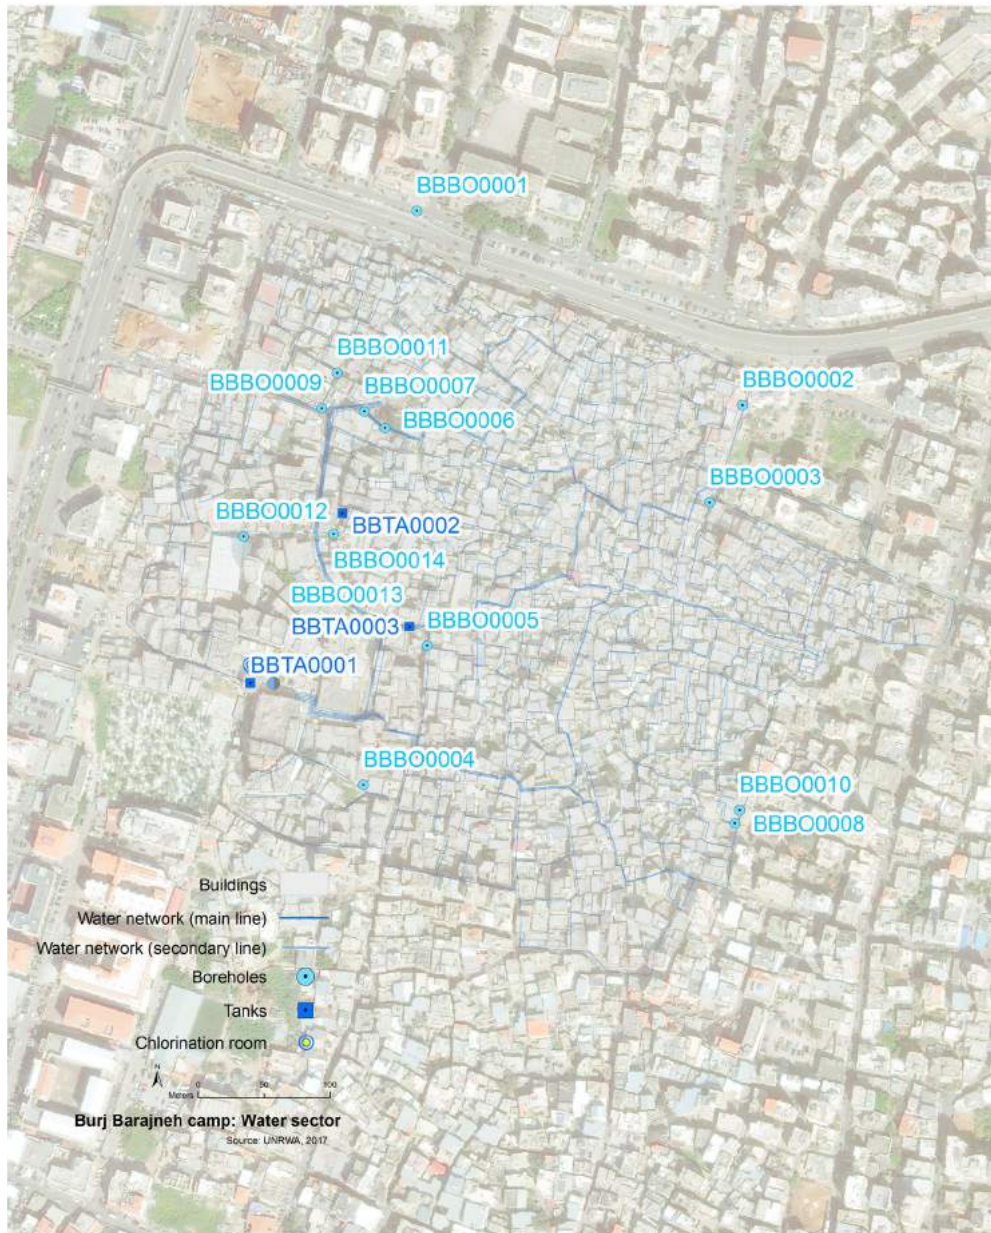 BBBO0001
BBBO0011
BBBO0009
BBBO0007
BBBO0002
BBBO0006
BBBO0003
BBBO0012
BBTA0002
BBBO0014
BBBO0013
BBTA0003
BBBO0005
BBTA0001
BBBO0004
BBBO0010
BBBO0008
Buildings
Water network (main line)
Water network (secondary line)
Boreholes
Tanks
Chlorination room
N
0 50 100
Meters
Burj Barajneh camp: Water sector
Source: UNRWA, 2017